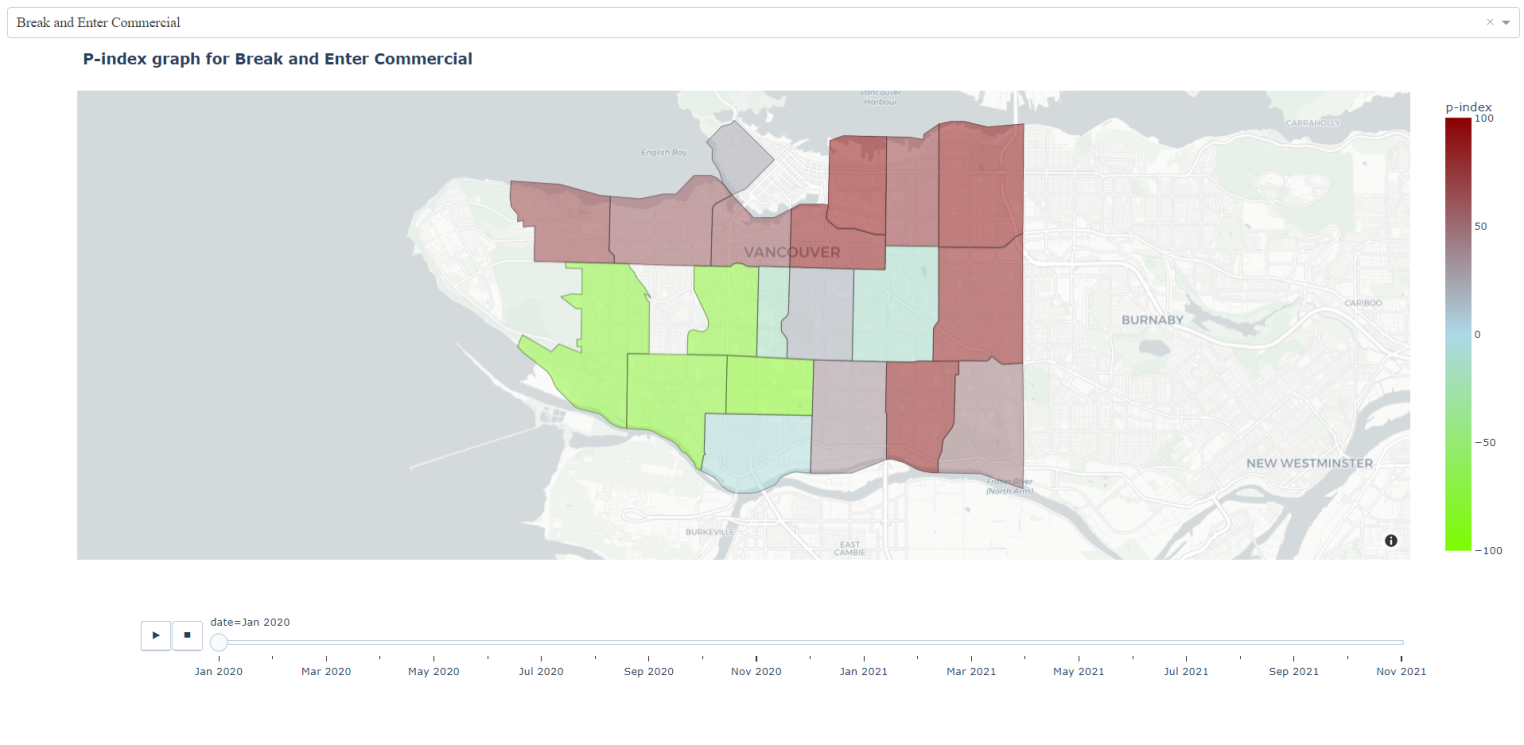 Break and Enter Commercial
×
P-index graph for Break and Enter Commercial
Vancouver
Harbour
English Bay
CARRAHOLLY
VANCOUVER
BURNABY
CARIBOO
NEW WESTMINSTER
Fraser River
(North Arm)
BURKEVILLE
EAST
CAMBIE
p-index
100
50
0
−50
−100
date=Jan 2020
Jan 2020 Mar 2020 May 2020 Jul 2020 Sep 2020 Nov 2020 Jan 2021 Mar 2021 May 2021 Jul 2021 Sep 2021 Nov 2021